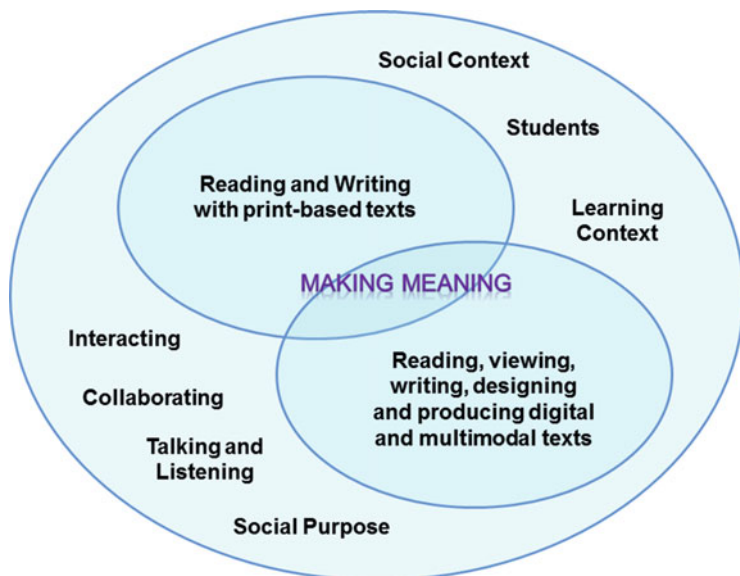 Social Context
Students
Reading and Writing
with print-based texts
Learning
Context
MAKING MEANING
Interacting
Reading, viewing,
writing, designing
and producing digital
and multimodal texts
Collaborating
Talking and
Listening
Social Purpose